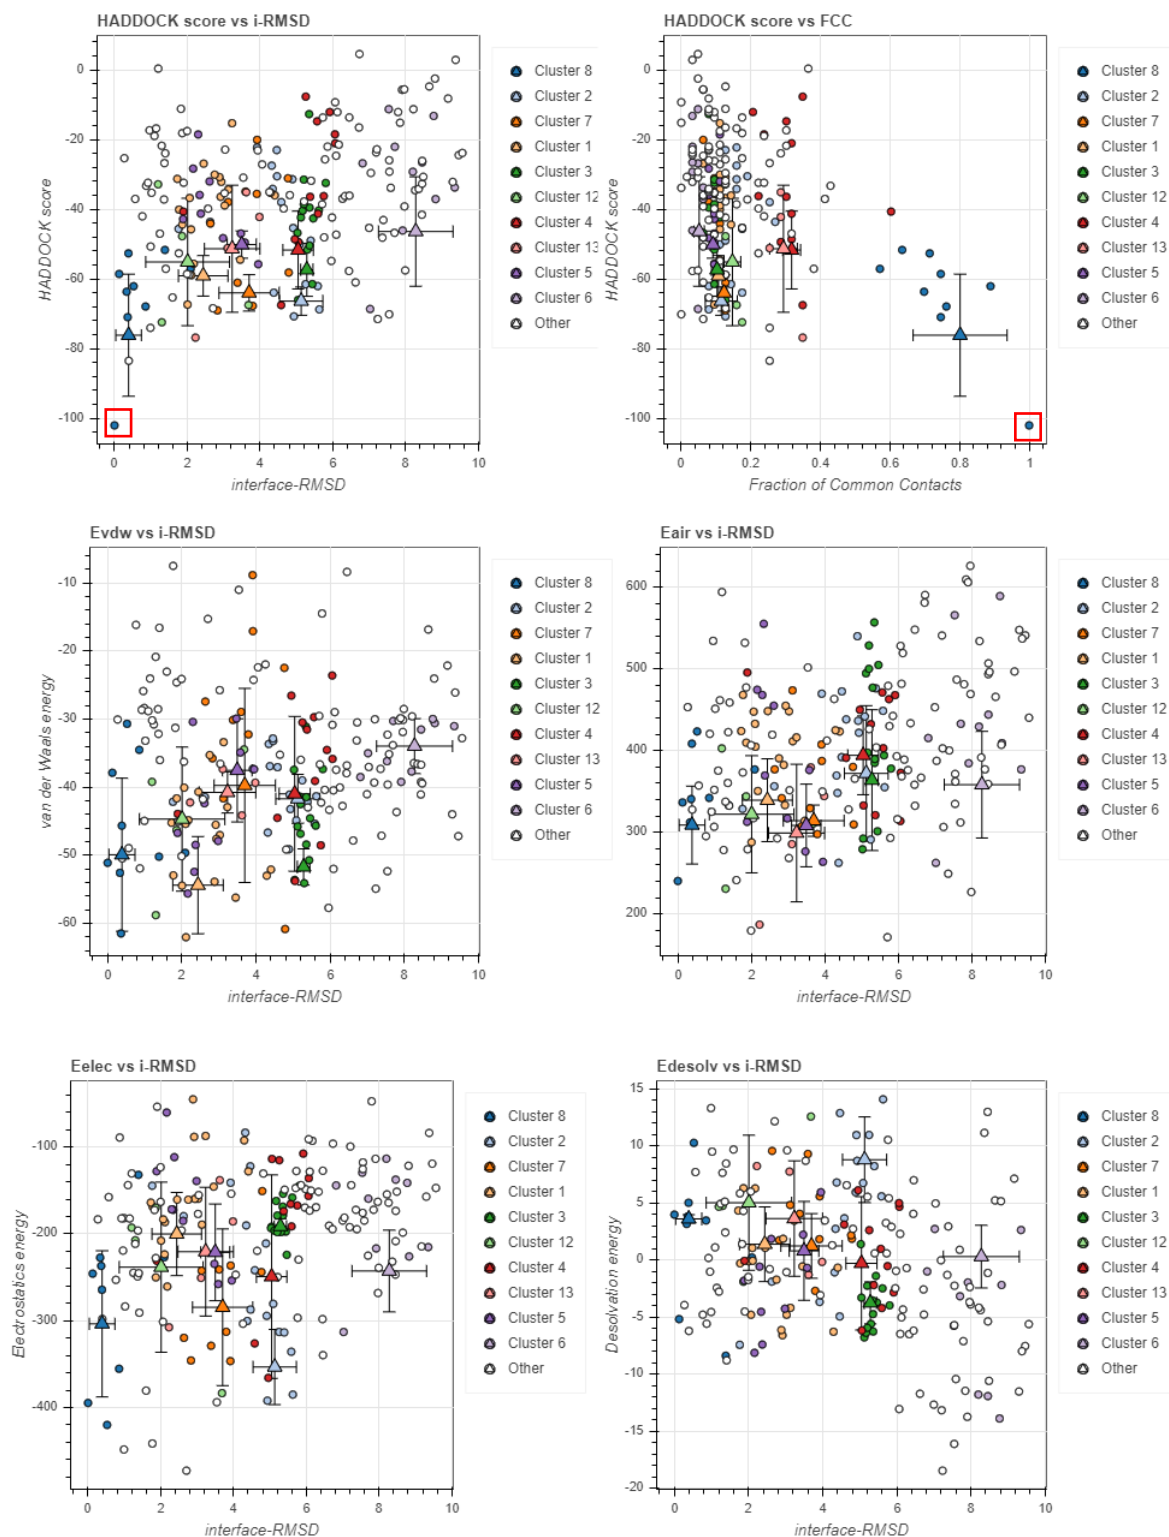 HADDOCK score vs i-RMSD
0
-20
-40
-60
-80
-100
HADDOCK score
0
2
4
6
8
10
interface-RMSD
Cluster 8
Cluster 2
Cluster 7
Cluster 1
Cluster 3
Cluster 12
Cluster 4
Cluster 13
Cluster 5
Cluster 6
Other
HADDOCK score vs FCC
0
-20
-40
-60
-80
-100
HADDOCK score
0
0.2
0.4
0.6
0.8
1
Fraction of Common Contacts
Cluster 8
Cluster 2
Cluster 7
Cluster 1
Cluster 3
Cluster 12
Cluster 4
Cluster 13
Cluster 5
Cluster 6
Other
Evdw vs i-RMSD
-10
-20
-30
-40
-50
-60
van der Waals energy
0
2
4
6
8
10
interface-RMSD
Cluster 8
Cluster 2
Cluster 7
Cluster 1
Cluster 3
Cluster 12
Cluster 4
Cluster 13
Cluster 5
Cluster 6
Other
Eair vs i-RMSD
600
500
400
300
200
0
2
4
6
8
10
interface-RMSD
Cluster 8
Cluster 2
Cluster 7
Cluster 1
Cluster 3
Cluster 12
Cluster 4
Cluster 13
Cluster 5
Cluster 6
Other
Eelec vs i-RMSD
-100
-200
-300
-400
Electrostatics energy
0
2
4
6
8
10
interface-RMSD
Cluster 8
Cluster 2
Cluster 7
Cluster 1
Cluster 3
Cluster 12
Cluster 4
Cluster 13
Cluster 5
Cluster 6
Other
Edesolv vs i-RMSD
15
10
5
0
-5
-10
-15
-20
Desolvation energy
0
2
4
6
8
10
interface-RMSD
Cluster 8
Cluster 2
Cluster 7
Cluster 1
Cluster 3
Cluster 12
Cluster 4
Cluster 13
Cluster 5
Cluster 6
Other